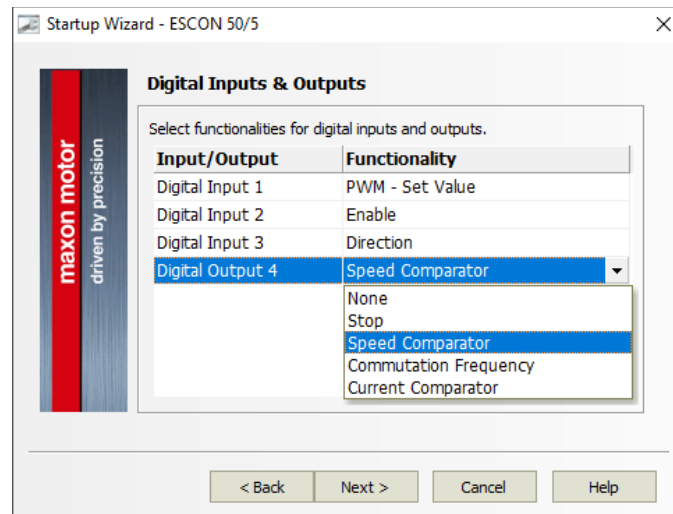 Startup Wizard - ESCON 50/5
maxon motor
driven by precision
Digital Inputs & Outputs
Select functionalities for digital inputs and outputs.
Input/Output Functionality
Digital Input 1 PWM - Set Value
Digital Input 2 Enable
Digital Input 3 Direction
Digital Output 4 Speed Comparator
None
Stop
Speed Comparator
Commutation Frequency
Current Comparator
< Back Next > Cancel Help